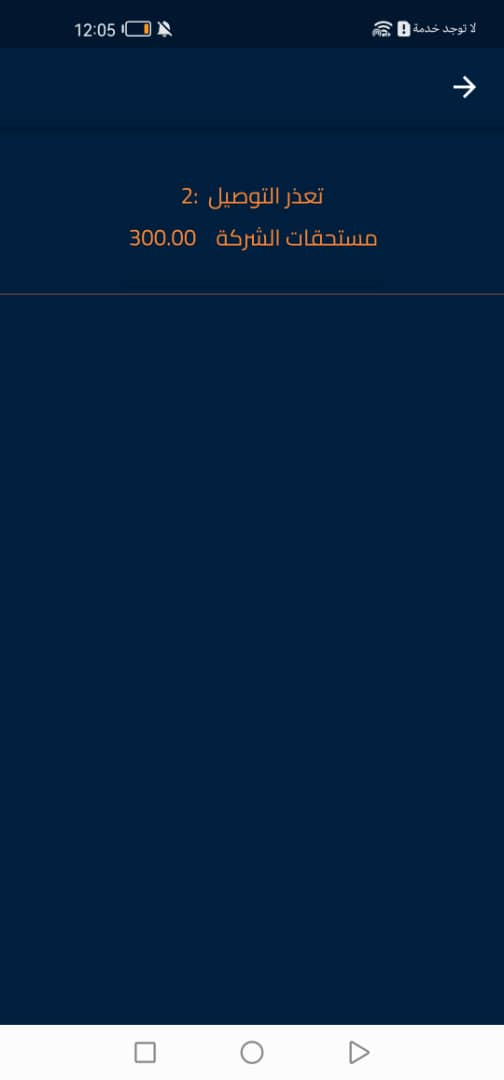 لا توجد خدمة 12:05
تعذر التوصيل :2
مستحقات الشركة 300.00